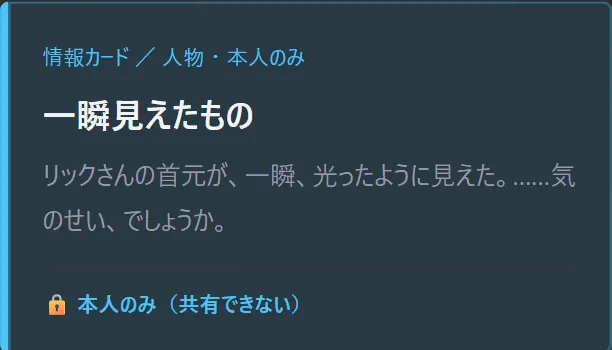 情報カード ／ 人物 · 本人のみ
一瞬見えたもの
リックさんの首元が、一瞬、光ったように見えた。……気
のせい、でしょうか。
本人のみ（共有できない）